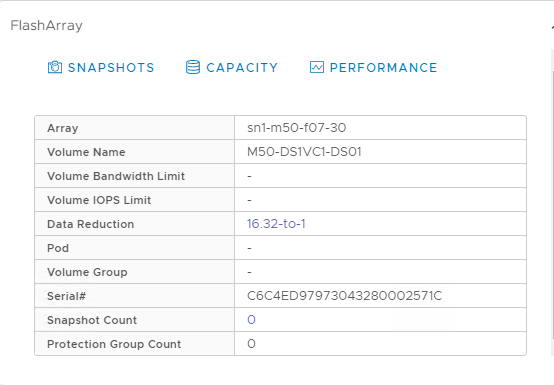 FlashArray
SNAPSHOTS CAPACITY PERFORMANCE
Array sn1-m50-f07-30
Volume Name M50-DS1VC1-DS01
Volume Bandwidth Limit -
Volume IOPS Limit -
Data Reduction 16.32-to-1
Pod -
Volume Group -
Serial# C6C4ED97973043280002571C
Snapshot Count 0
Protection Group Count 0